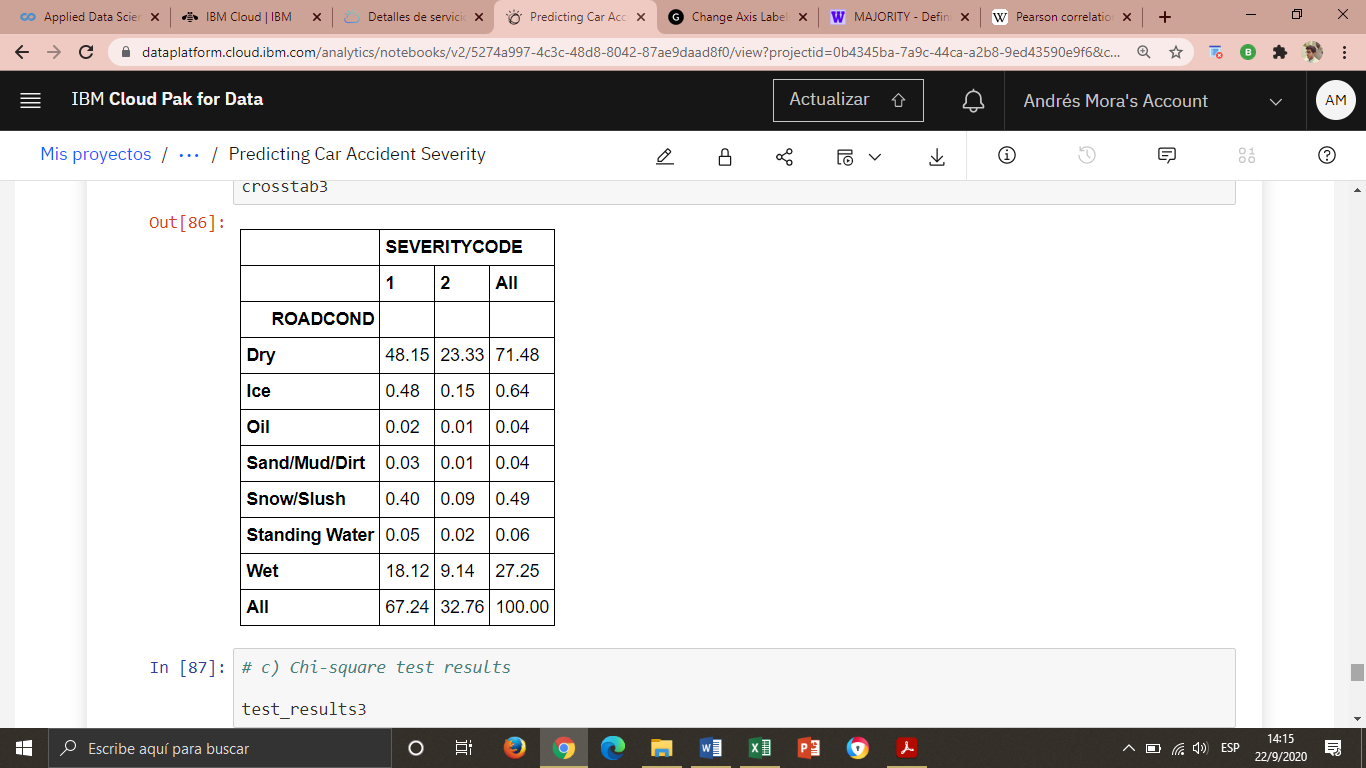 Applied Data Scien
IBM Cloud | IBM
Detalles de servicio
Predicting Car Acc
Change Axis Label
MAJORITY - Defin
Pearson correlatio
dataplatform.cloud.ibm.com/analytics/notebooks/v2/5274a997-4c3c-48d8-8042-87ae9daad8f0/view?projectid=0b4345ba-7a9c-44ca-a2b8-9ed43590e9f6&c...
IBM Cloud Pak for Data
Actualizar
Andrés Mora's Account
AM
Mis proyectos / ··· / Predicting Car Accident Severity
crosstab3
Out[86]:
SEVERITYCODE
1 2 All
ROADCOND
Dry 48.15 23.33 71.48
Ice 0.48 0.15 0.64
Oil 0.02 0.01 0.04
Sand/Mud/Dirt 0.03 0.01 0.04
Snow/Slush 0.40 0.09 0.49
Standing Water 0.05 0.02 0.06
Wet 18.12 9.14 27.25
All 67.24 32.76 100.00
In [87]: # c) Chi-square test results
test_results3
Escribe aquí para buscar
ESP
14:15
22/9/2020